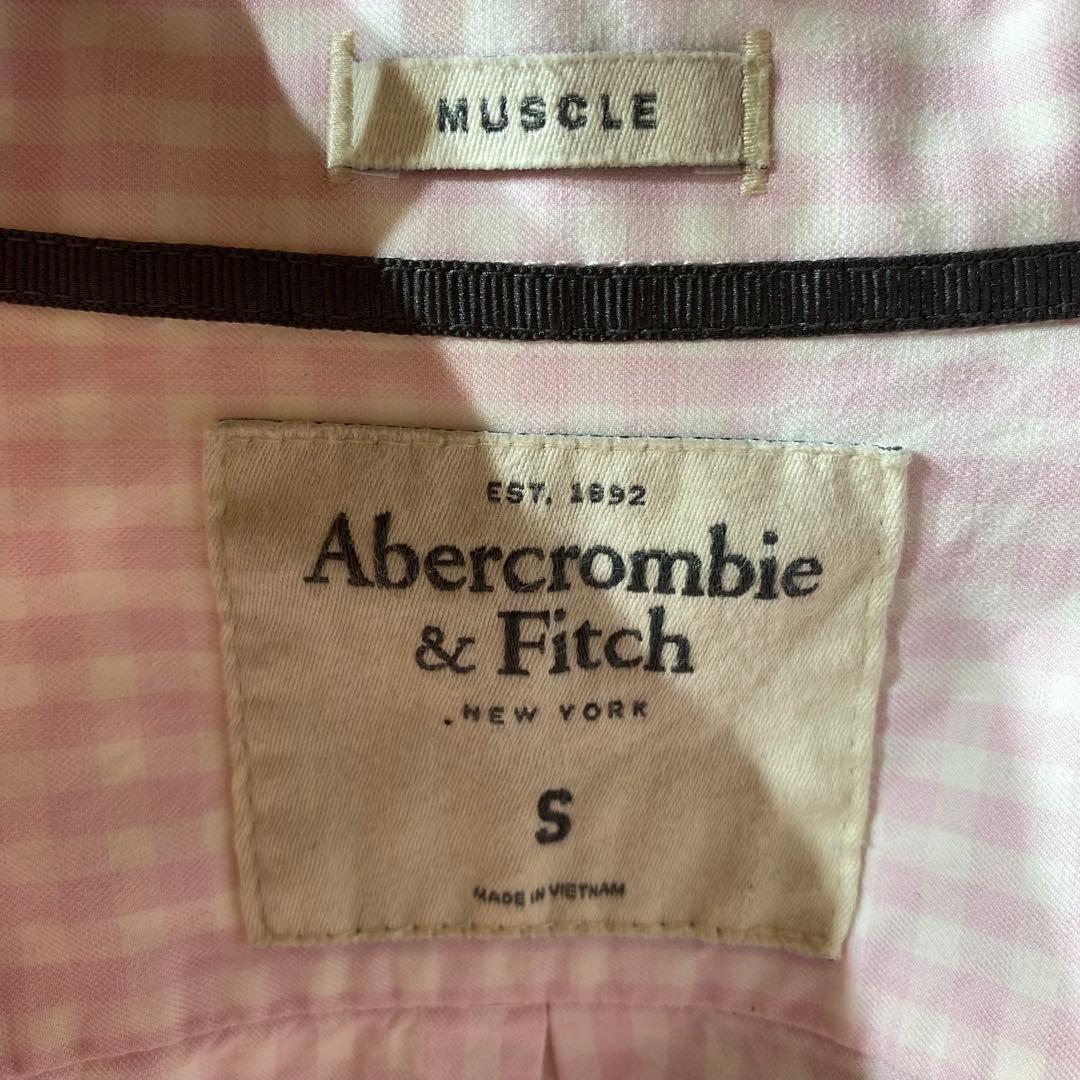 MUSCLE
EST. 1892
Abercrombie
& Fitch
NEW YORK
S
MADE IN VIETNAM